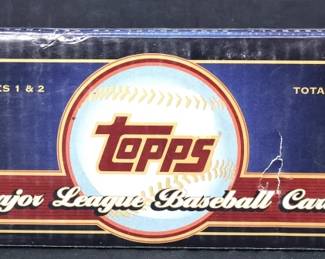 ES 1 & 2
TOTA
Topps
ajor League Baseball Car